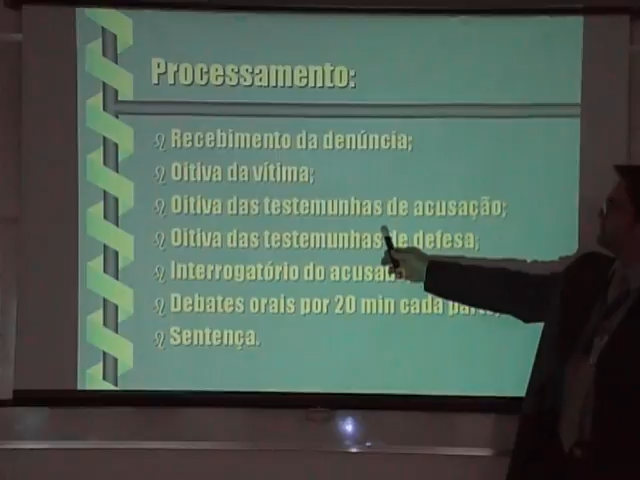 Processamento:
Recebimento da denúncia;
Oitiva da vítima;
Oitiva das testemunhas de acusação;
Oitiva das testemunhas de defesa;
Interrogatório do
Debates orais por 20 min cada
Sentença.